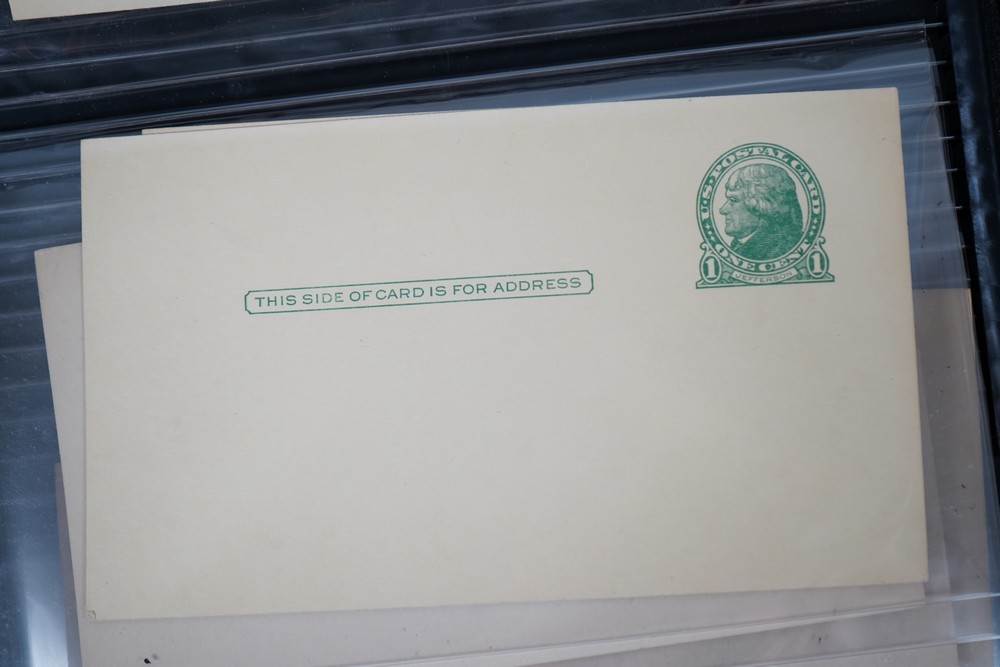 U.S. POSTAL CARD
1 ONE CENT 1
JEFFERSON
THIS SIDE OF CARD IS FOR ADDRESS